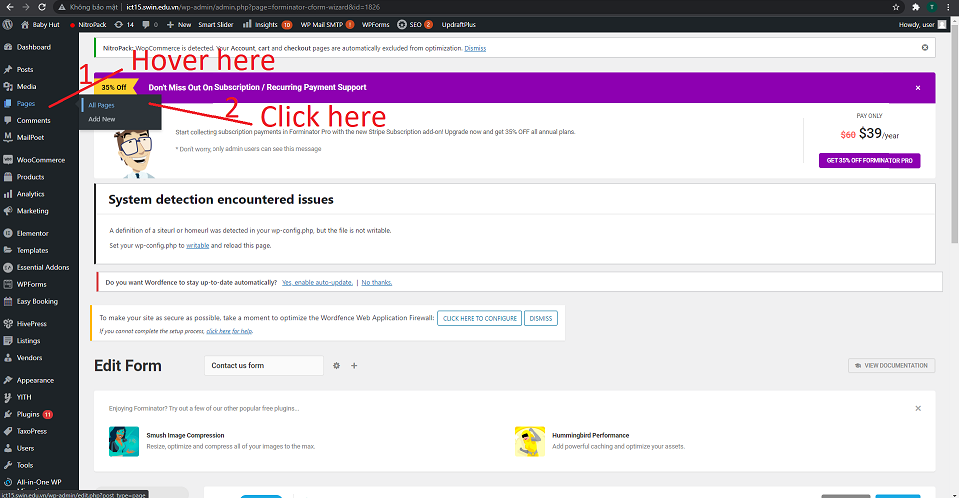 Không bảo mật | ict15.swin.edu.vn/wp-admin/admin.php?page=forminator-cform-wizard&id=1826
Baby Hut NitroPack 14 0 New Smart Slider Insights 10 WP Mail SMTP 1 WPForms SEO 2 UpdraftPlus Howdy, user
Dashboard
Posts
Media
Pages
Comments
MailPoet
WooCommerce
Products
Analytics
Marketing
Elementor
Templates
Essential Addons
WPForms
Easy Booking
HivePress
Listings
Vendors
Appearance
YITH
Plugins 11
TaxoPress
Users
Tools
All-in-One WP
ict15.swin.edu.vn/wp-admin/edit.php?post_type=page
All Pages
Add New
1 Hover here
2 Click here
NitroPack: WooCommerce is detected. Your Account, cart and checkout pages are automatically excluded from optimization. Dismiss
35% Off Don't Miss Out On Subscription / Recurring Payment Support
Start collecting subscription payments in Forminator Pro with the new Stripe Subscription add-on! Upgrade now and get 35% OFF all annual plans.
* Don't worry, only admin users can see this message
PAY ONLY
$60 $39/year
GET 35% OFF FORMINATOR PRO
System detection encountered issues
A definition of a siteurl or homeurl was detected in your wp-config.php, but the file is not writable.
Set your wp-config.php to writable and reload this page.
Do you want Wordfence to stay up-to-date automatically? Yes, enable auto-update. | No thanks.
To make your site as secure as possible, take a moment to optimize the Wordfence Web Application Firewall: CLICK HERE TO CONFIGURE DISMISS
If you cannot complete the setup process, click here for help.
Edit Form Contact us form VIEW DOCUMENTATION
Enjoying Forminator? Try out a few of our other popular free plugins...
Smush Image Compression
Resize, optimize and compress all of your images to the max.
Hummingbird Performance
Add powerful caching and optimize your assets.